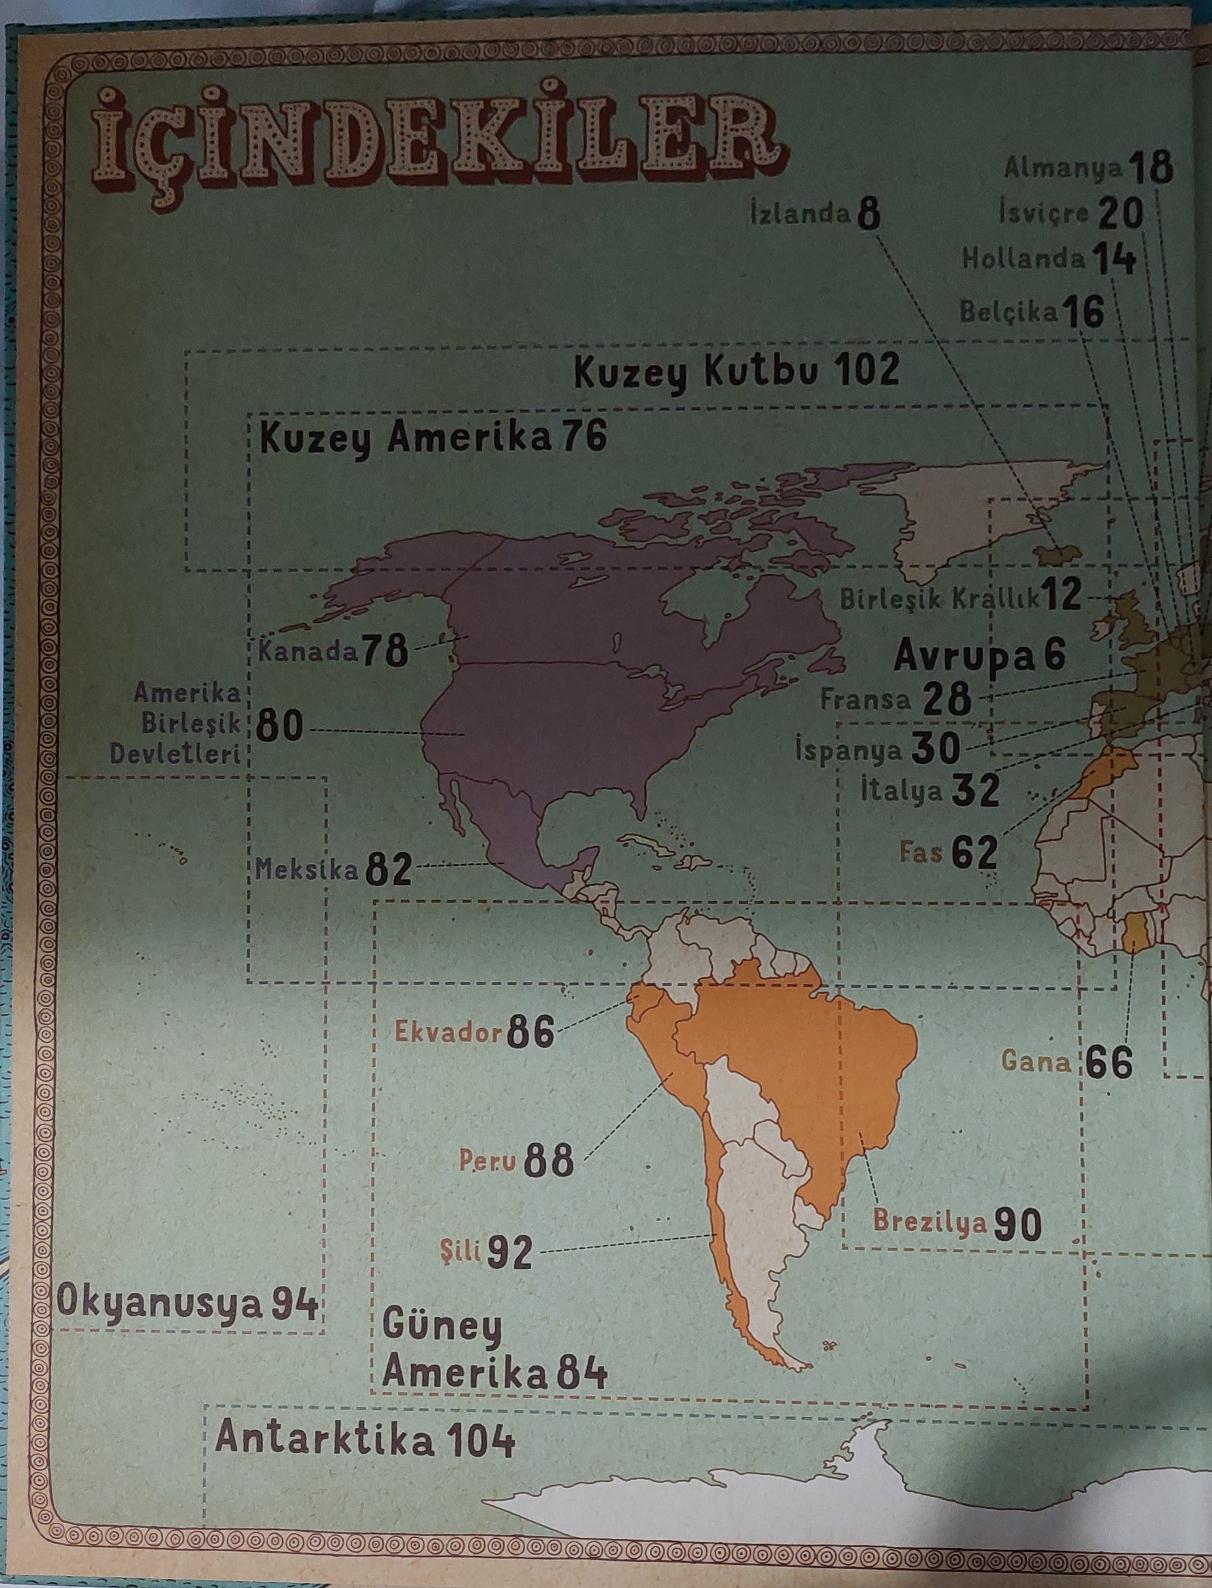 İÇİNDEKİLER
Almanya 18
İzlanda 8
İsviçre 20
Hollanda 14
Belçika 16
Kuzey Kutbu 102
Kuzey Amerika 76
Birleşik Krallık 12
Kanada 78
Avrupa 6
Amerika
Birleşik 80
Devletleri
Fransa 28
İspanya 30
İtalya 32
Fas 62
Meksika 82
Ekvador 86
Gana 66
Peru 88
Brezilya 90
Şili 92
Okyanusya 94
Güney
Amerika 84
Antarktika 104